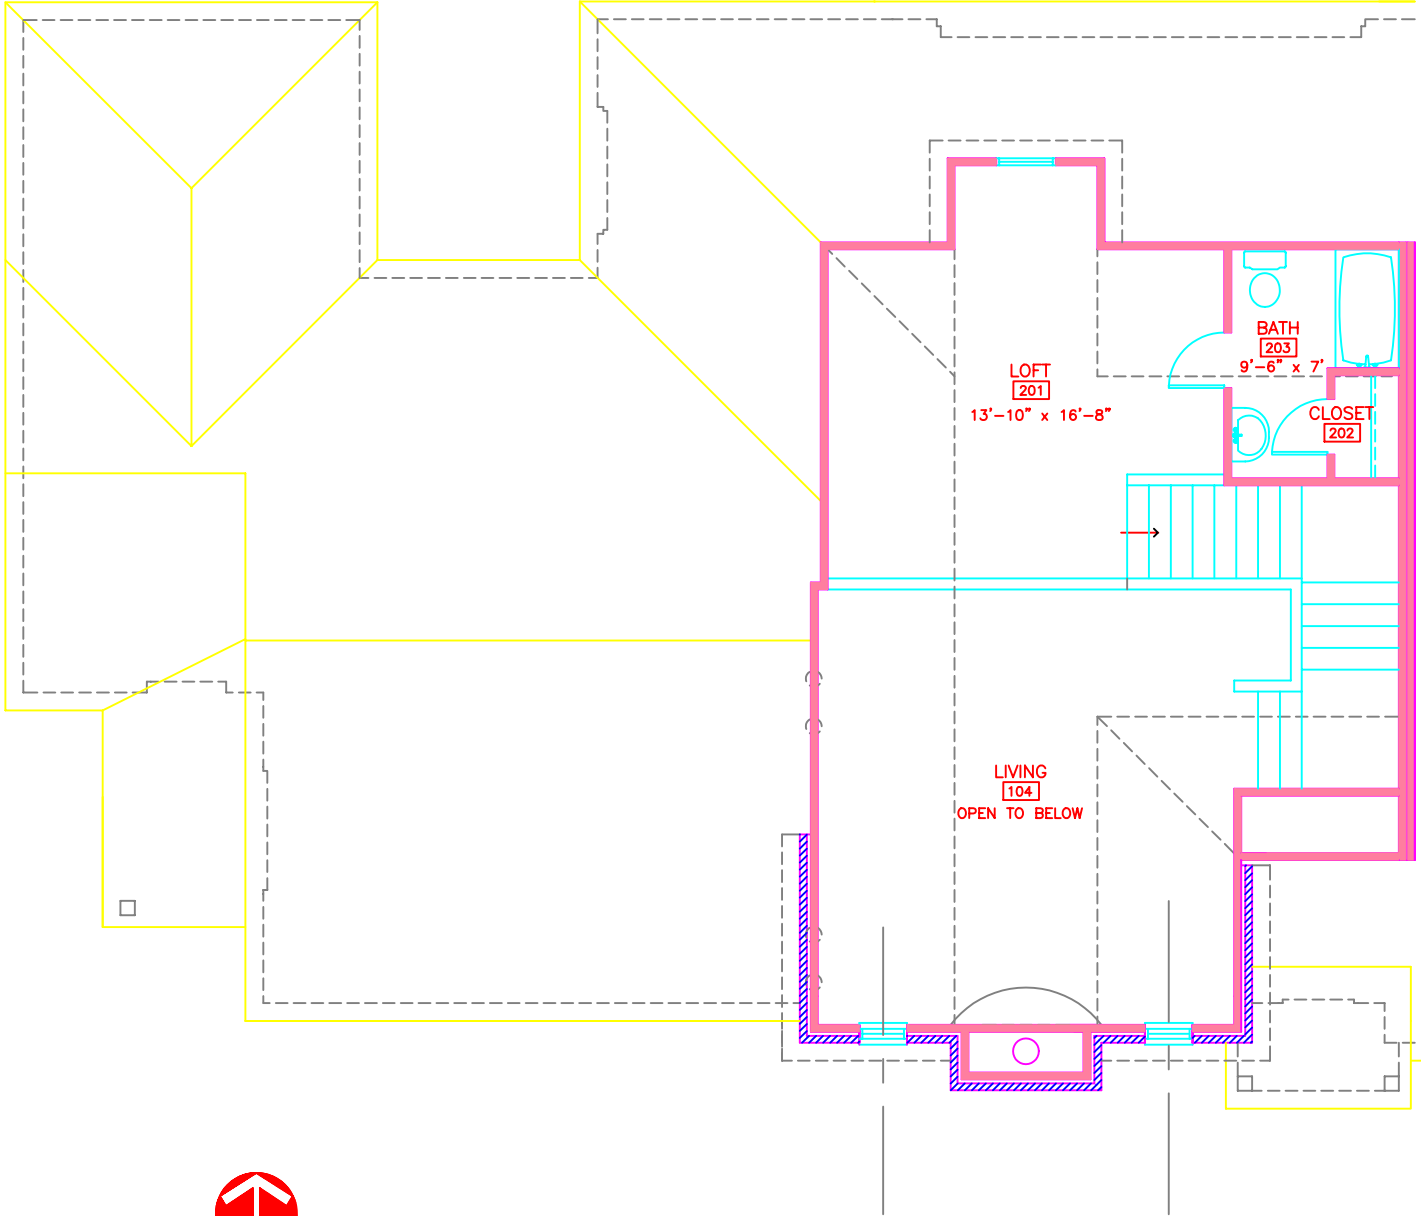 BATH
203
9'-6" x 7'
LOFT
201
13'-10" x 16'-8"
CLOSET
202
LIVING
104
OPEN TO BELOW